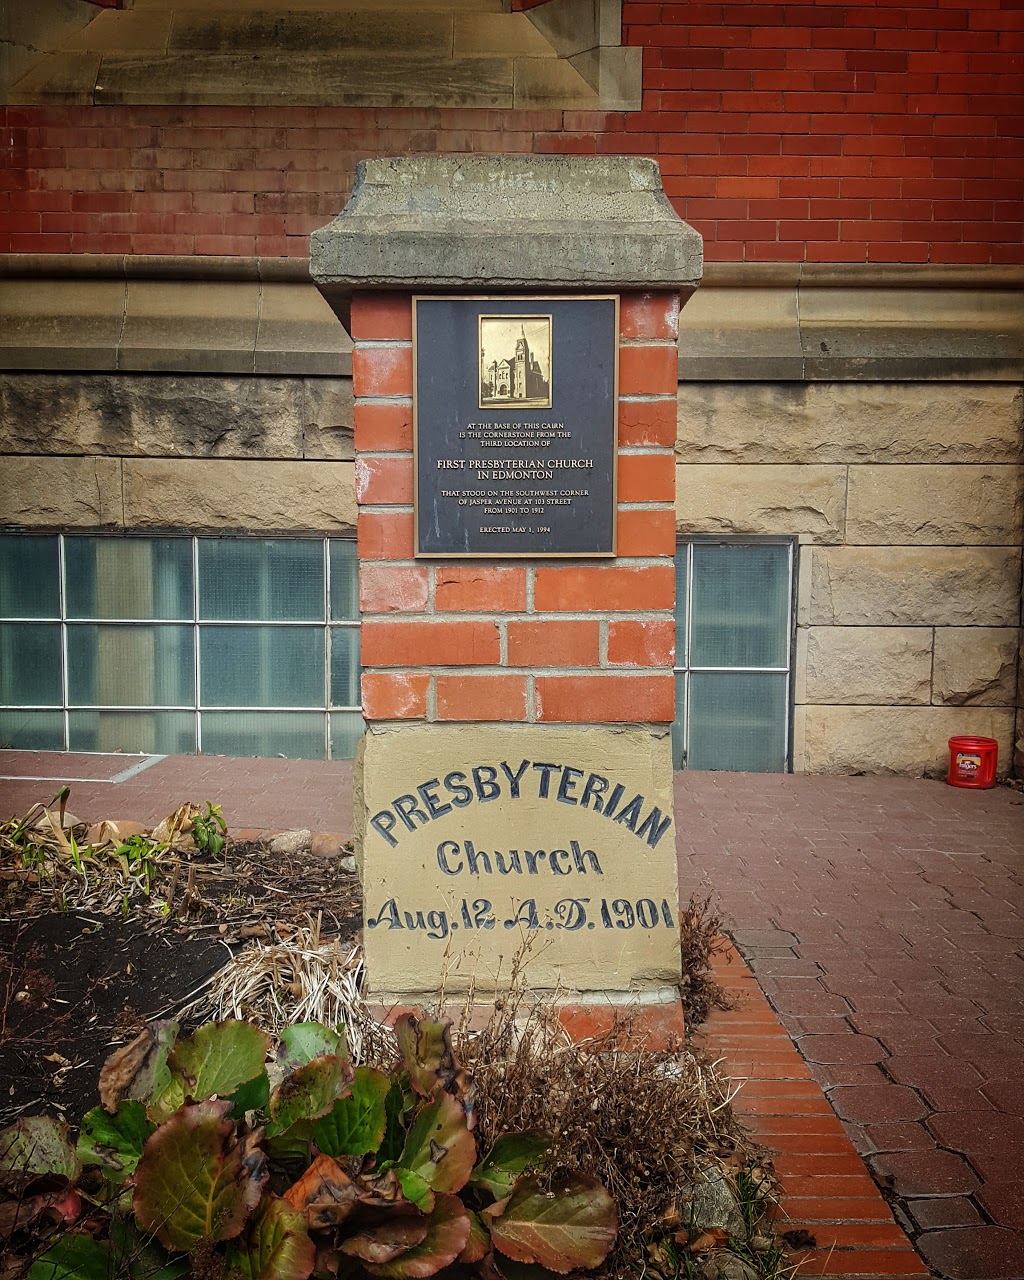 AT THE BASE OF THIS CAIRN
IS THE CORNERSTONE FROM THE
THIRD LOCATION OF
FIRST PRESBYTERIAN CHURCH
IN EDMONTON
THAT STOOD ON THE SOUTHWEST CORNER
OF JASPER AVENUE AT 103 STREET
FROM 1901 TO 1912
ERECTED MAY 1, 1994
PRESBYTERIAN
Church
Aug. 12 A.D. 1901
Folgers